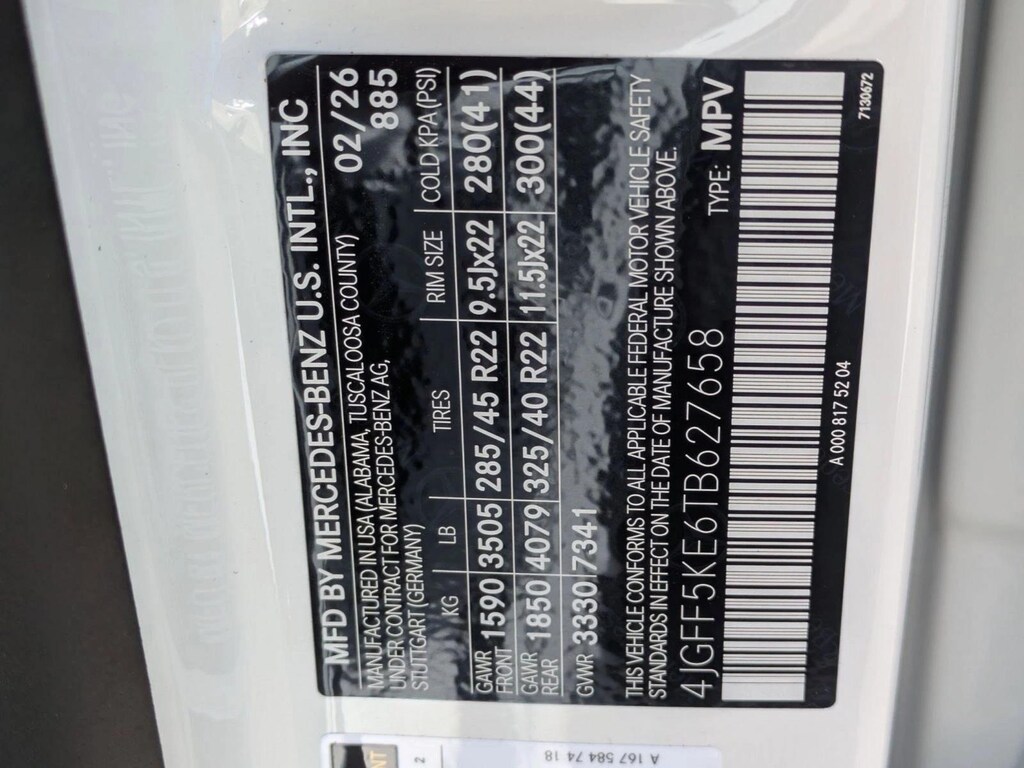 MFD BY MERCEDES-BENZ U.S. INTL., INC
MANUFACTURED IN USA (ALABAMA, TUSCALOOSA COUNTY) 02/26
UNDER CONTRACT FOR MERCEDES-BENZ AG, 885
STUTTGART (GERMANY)
KG LB TIRES RIM SIZE COLD KPA (PSI)
GAWR FRONT 1590 3505 285/45 R22 9.5Jx22 280(41)
GAWR REAR 1850 4079 325/40 R22 11.5Jx22 300(44)
GVWR 3330/7341
THIS VEHICLE CONFORMS TO ALL APPLICABLE FEDERAL MOTOR VEHICLE SAFETY
STANDARDS IN EFFECT ON THE DATE OF MANUFACTURE SHOWN ABOVE.
4JGFF5KE6TB627658 TYPE: MPV
A 000 817 52 04
7130672
NT
2
A 167 584 74 18